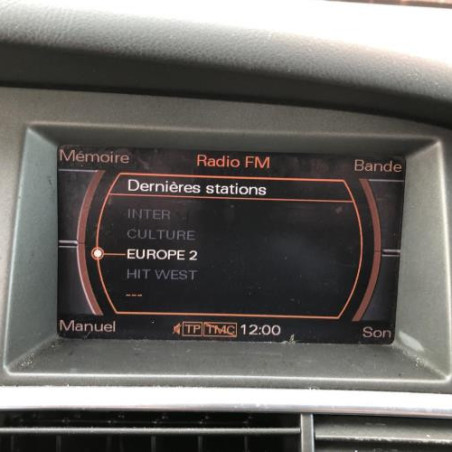 Mémoire Radio FM Bande
Dernières stations
INTER
CULTURE
EUROPE 2
HIT WEST
---
Manuel TP TMC 12:00 Son